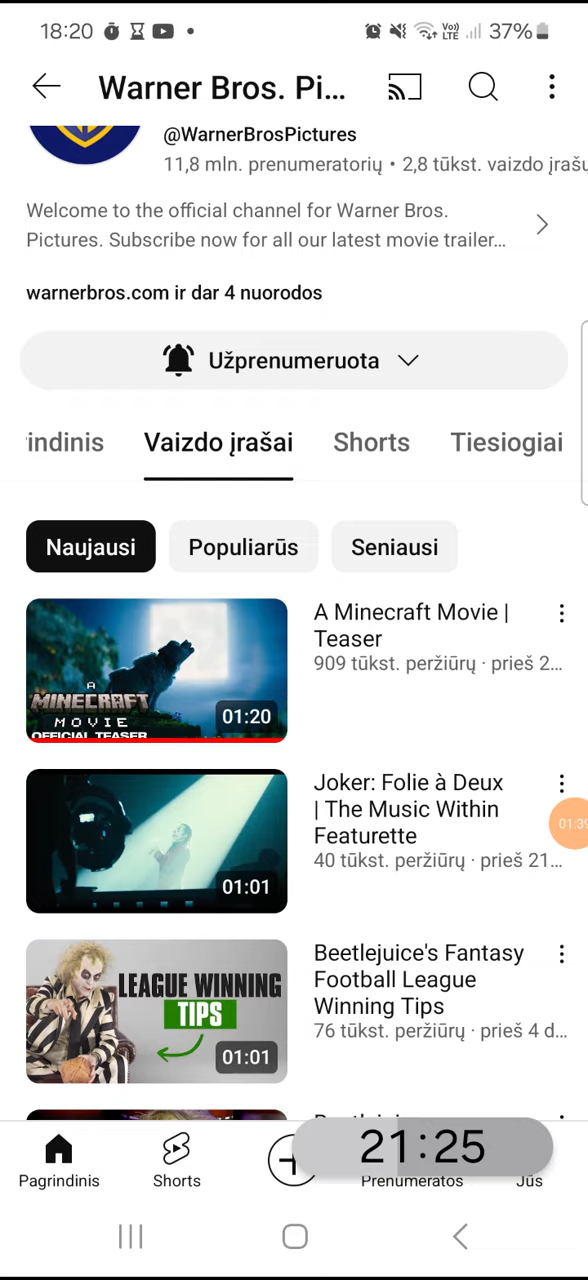 18:20
Vo))
LTE
37%
Warner Bros. Pi...
@WarnerBrosPictures
11,8 mln. prenumeratorių • 2,8 tūkst. vaizdo įrašų
Welcome to the official channel for Warner Bros.
Pictures. Subscribe now for all our latest movie trailer...
warnerbros.com ir dar 4 nuorodos
Užprenumeruota
rindinis
Vaizdo įrašai
Shorts
Tiesiogiai
Naujausi
Populiarūs
Seniausi
A
MINECRAFT
MOVIE
OFFICIAL TEASER
01:20
A Minecraft Movie |
Teaser
909 tūkst. peržiūrų · prieš 2...
01:01
Joker: Folie à Deux
| The Music Within
Featurette
40 tūkst. peržiūrų · prieš 21...
01:39
LEAGUE WINNING
TIPS
01:01
Beetlejuice's Fantasy
Football League
Winning Tips
76 tūkst. peržiūrų · prieš 4 d...
21:25
Pagrindinis
Shorts
Prenumeratos
Jūs